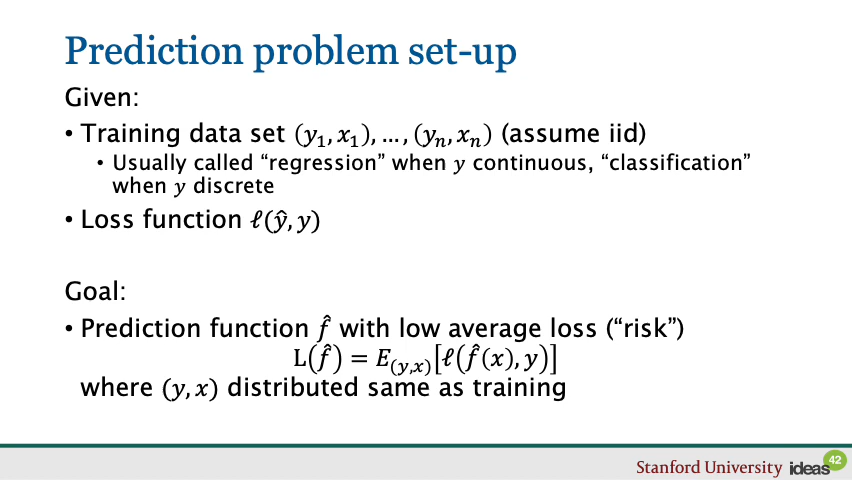 Prediction problem set-up
Given:
• Training data set (y₁, x₁), …, (yₙ, xₙ) (assume iid)
• Usually called “regression” when y continuous, “classification”
when y discrete
• Loss function ℓ(ŷ, y)
Goal:
• Prediction function f̂ with low average loss (“risk”)
L(f̂) = E₍y,x₎[ℓ(f̂(x), y)]
where (y, x) distributed same as training
Stanford University ideas 42